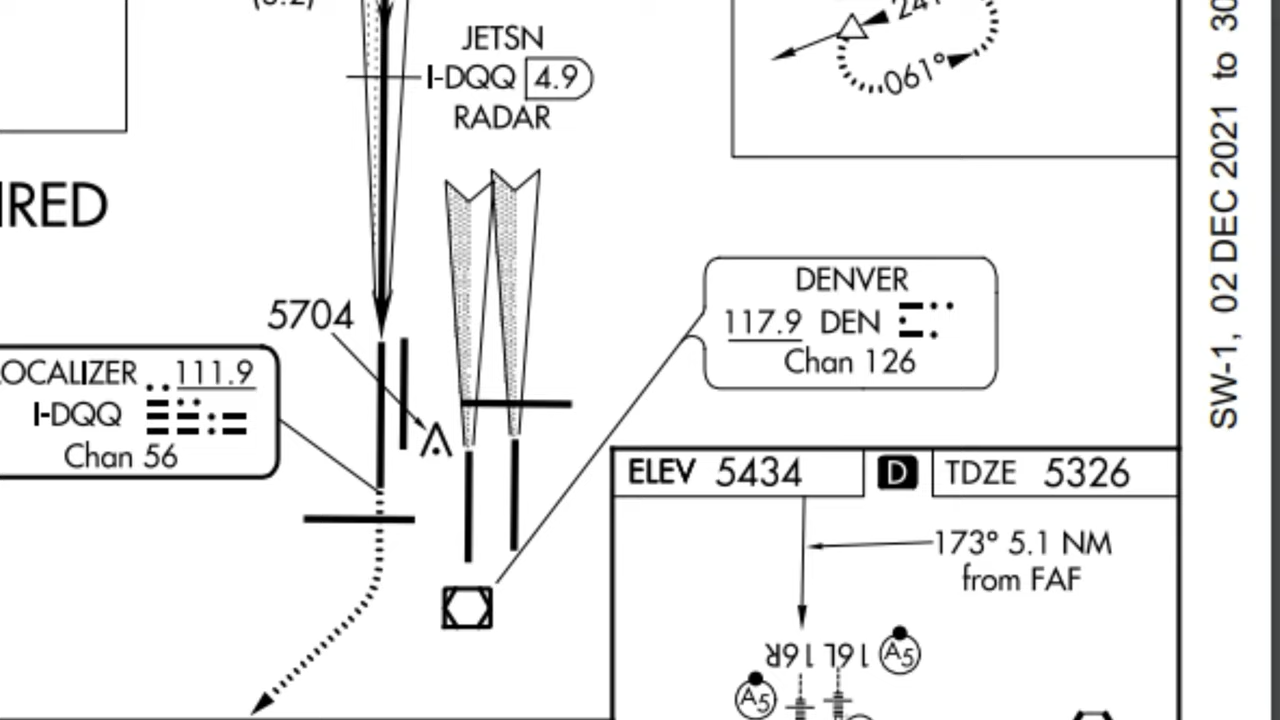 JETSN
I-DQQ 4.9
RADAR
241°
061°
SW-1, 02 DEC 2021 to 30
5704
DENVER
117.9 DEN
Chan 126
111.9
I-DQQ
Chan 56
ELEV 5434
D
TDZE 5326
173° 5.1 NM
from FAF
16R 16L
A5
A5